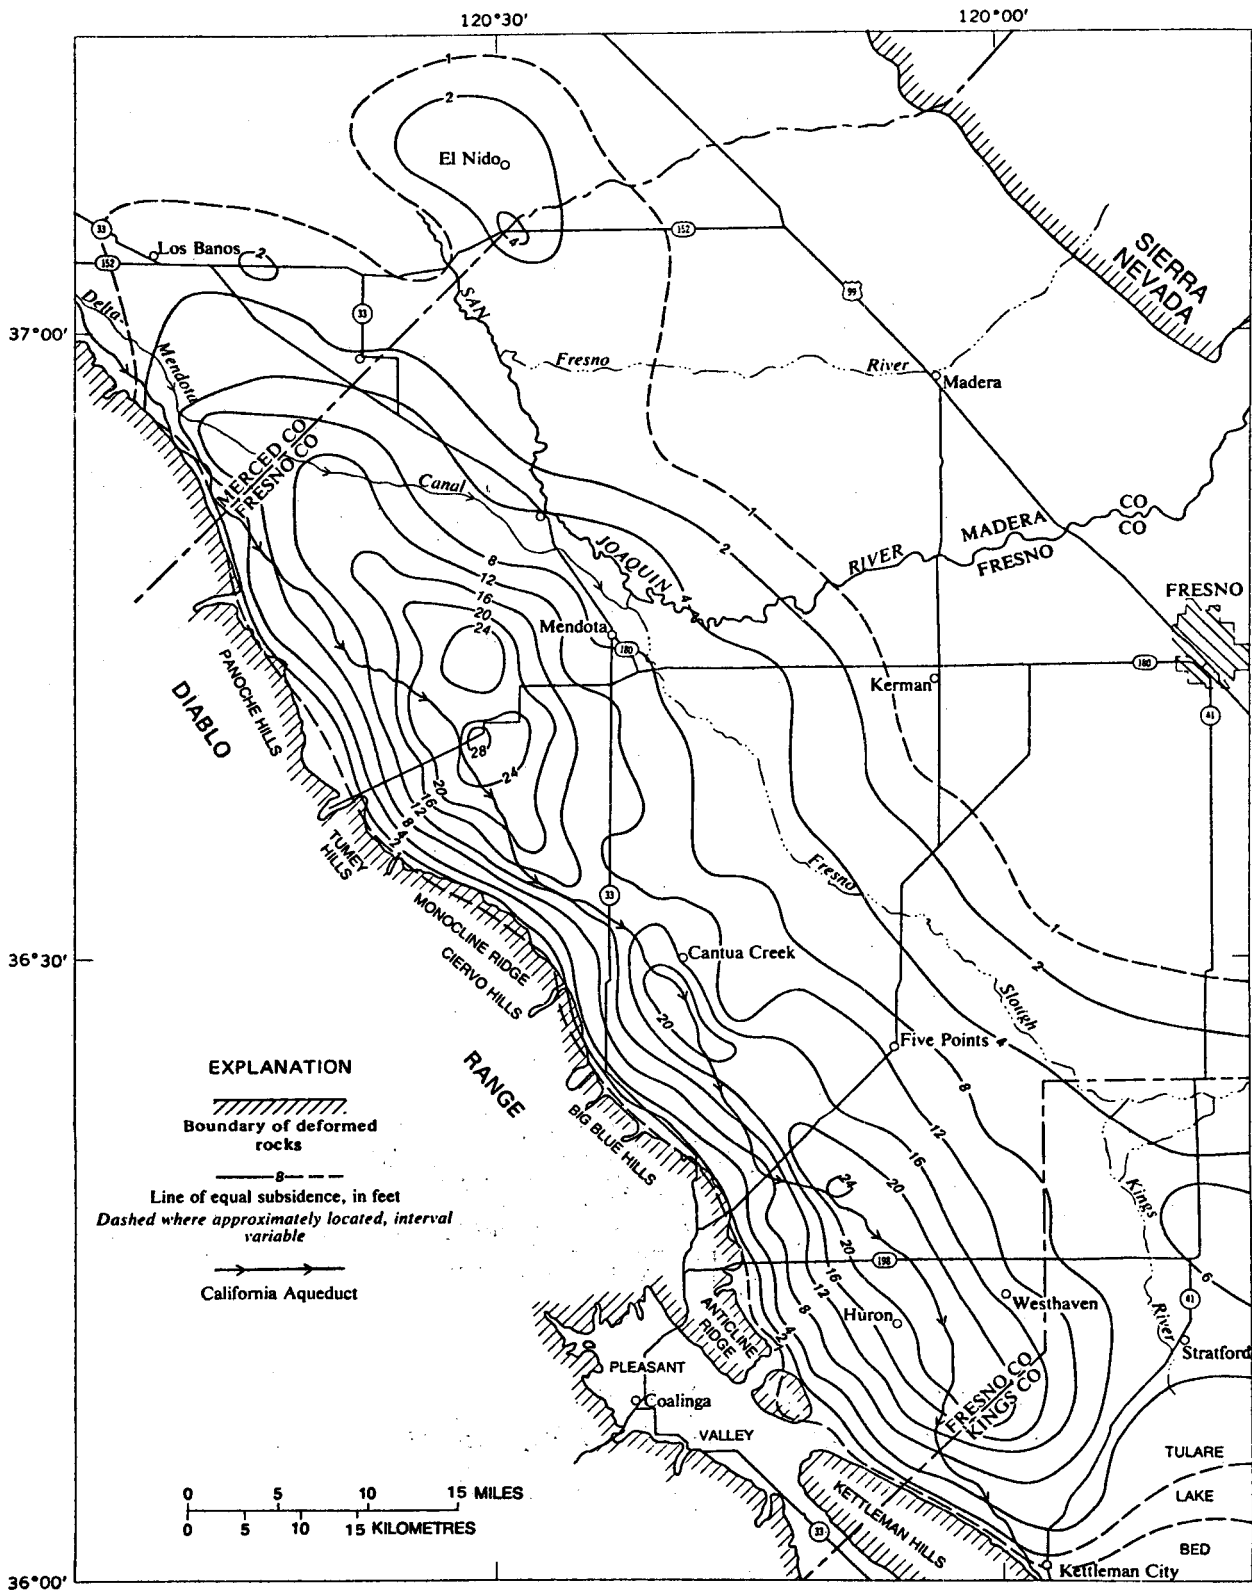 120°30'
120°00'
1
2
El Nido
4
33
152
Los Banos
2
152
99
SIERRA
NEVADA
Delta-
Mendota
33
SAN
37°00'
Fresno
River
Madera
MERCED CO
FRESNO CO
Canal
1
2
CO
CO
MADERA
RIVER
FRESNO
JOAQUIN
8
12
16
20
24
4
FRESNO
Mendota
180
180
Kerman
41
PANOCHE HILLS
DIABLO
28
24
20
16
12
8
4
2
TUMEY
HILLS
Fresno
33
MONOCLINE RIDGE
CIERVO HILLS
Cantua Creek
1
2
36°30'
20
Slough
Five Points
4
8
RANGE
EXPLANATION
Boundary of deformed
rocks
8
Line of equal subsidence, in feet
Dashed where approximately located, interval
variable
California Aqueduct
BIG BLUE HILLS
12
16
20
24
Kings
20
198
16
12
8
4
2
1
6
41
Huron
Westhaven
River
Stratford
ANTICLINE
RIDGE
PLEASANT
Coalinga
VALLEY
FRESNO CO
KINGS CO
TULARE
LAKE
BED
KETTLEMAN HILLS
33
Kettleman City
0 5 10 15 MILES
0 5 10 15 KILOMETRES
36°00'